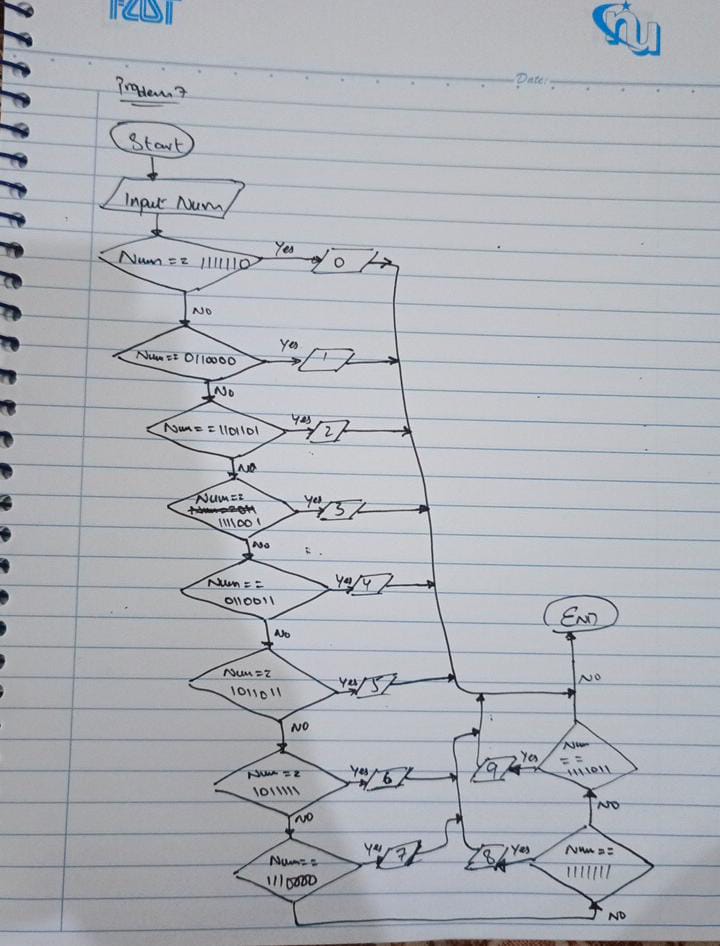 FAST
nu
Date:
Problem 7
Start
Input Num
Num == 1111110
Yes
0
NO
Num == 0110000
Yes
1
NO
Num == 1101101
Yes
2
NO
Num==
1111001
Yes
3
NO
Num ==
0110011
Yes
4
NO
Num==
1011011
Yes
5
NO
Num ==
1011111
Yes
6
NO
Num==
1110000
Yes
7
NO
Num ==
1111111
Yes
8
NO
Num
==
1111011
Yes
9
NO
END